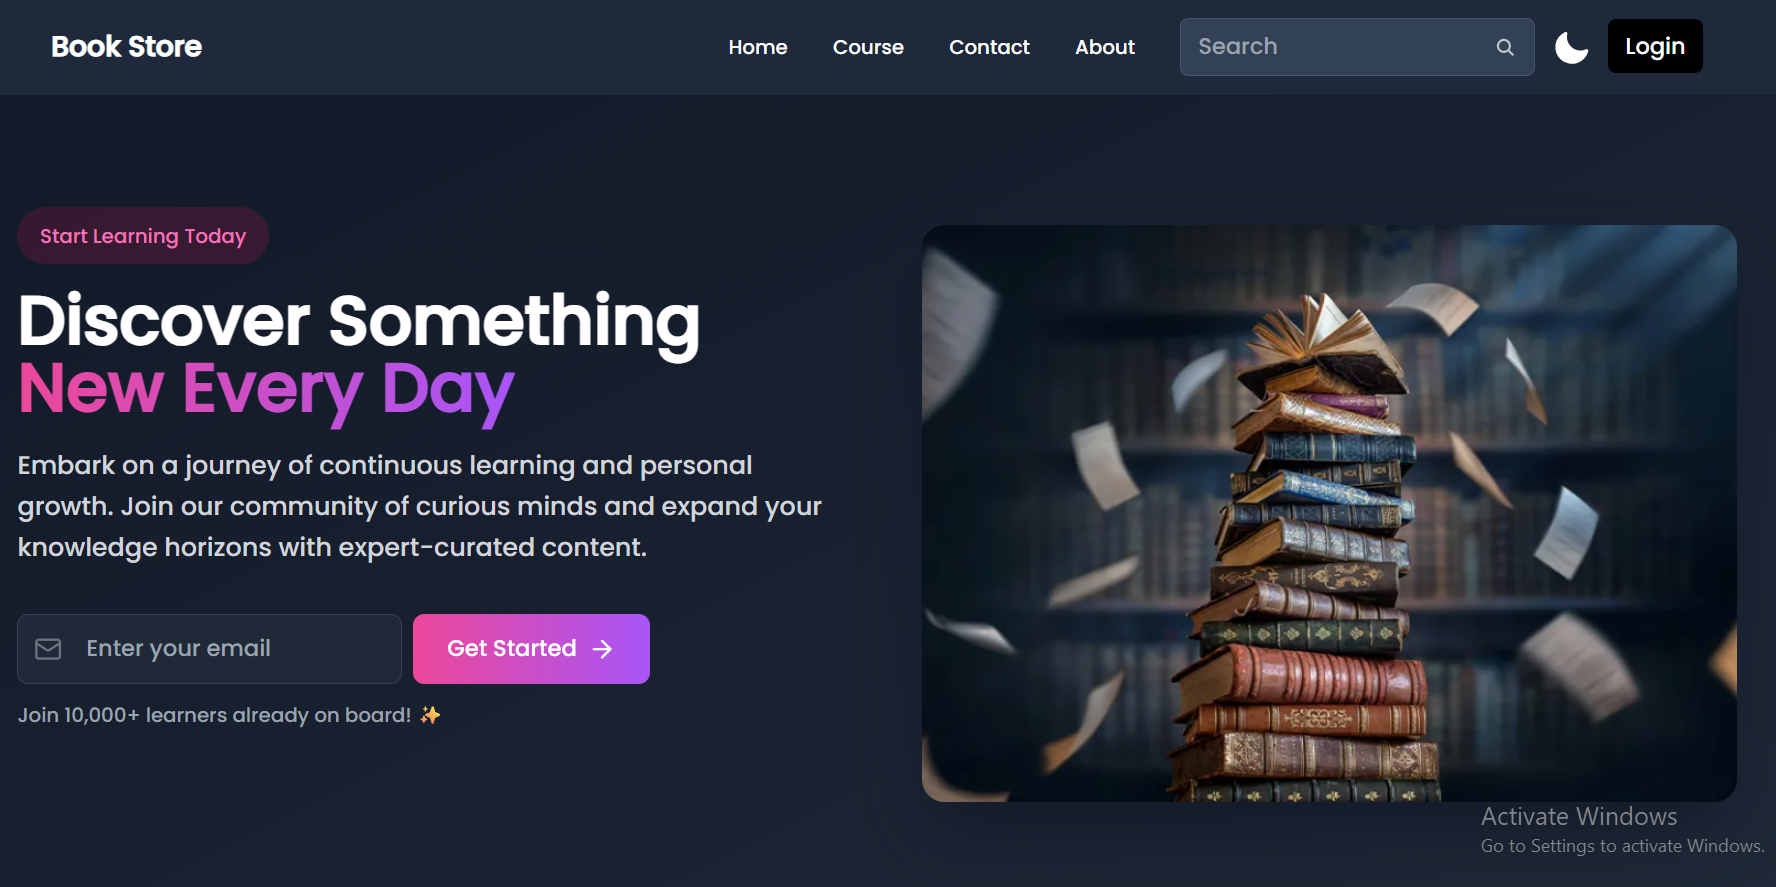 Book Store
Home
Course
Contact
About
Search
Login
Start Learning Today
Discover Something
New Every Day
Embark on a journey of continuous learning and personal
growth. Join our community of curious minds and expand your
knowledge horizons with expert-curated content.
Enter your email
Get Started →
Join 10,000+ learners already on board! ✨
Activate Windows
Go to Settings to activate Windows.